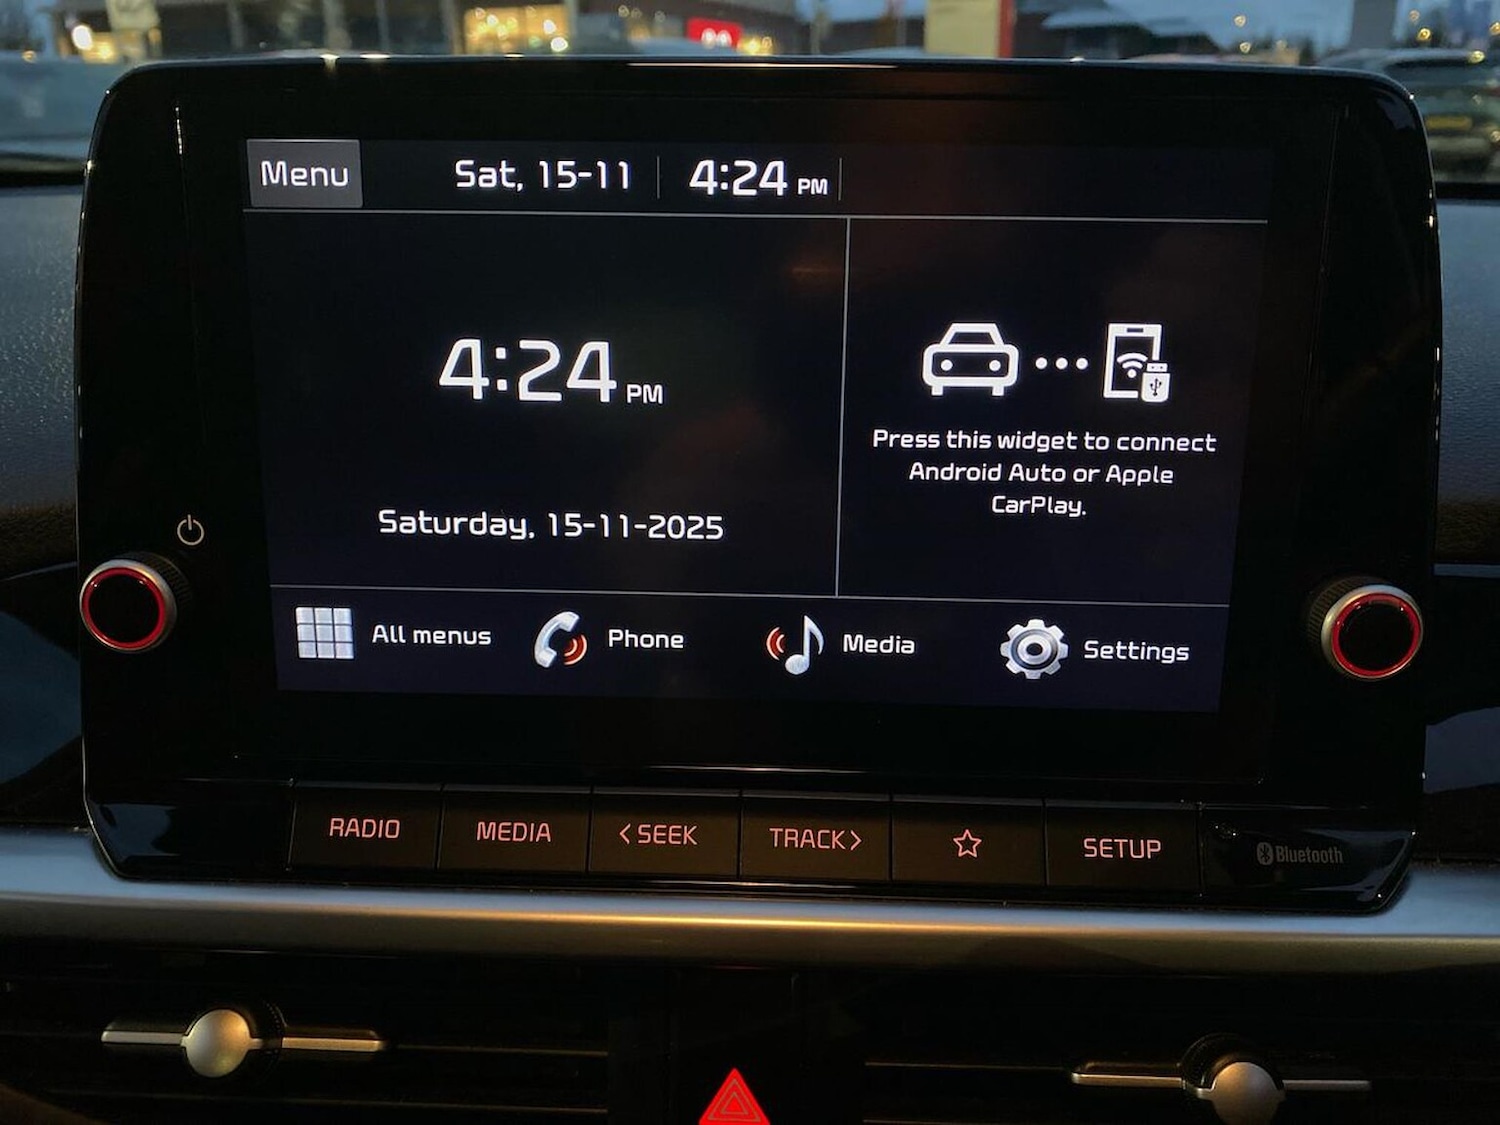 Menu
Sat, 15-11
4:24 PM
4:24 PM
Saturday, 15-11-2025
Press this widget to connect
Android Auto or Apple
CarPlay.
All menus
Phone
Media
Settings
RADIO
MEDIA
<SEEK
TRACK>
SETUP
Bluetooth